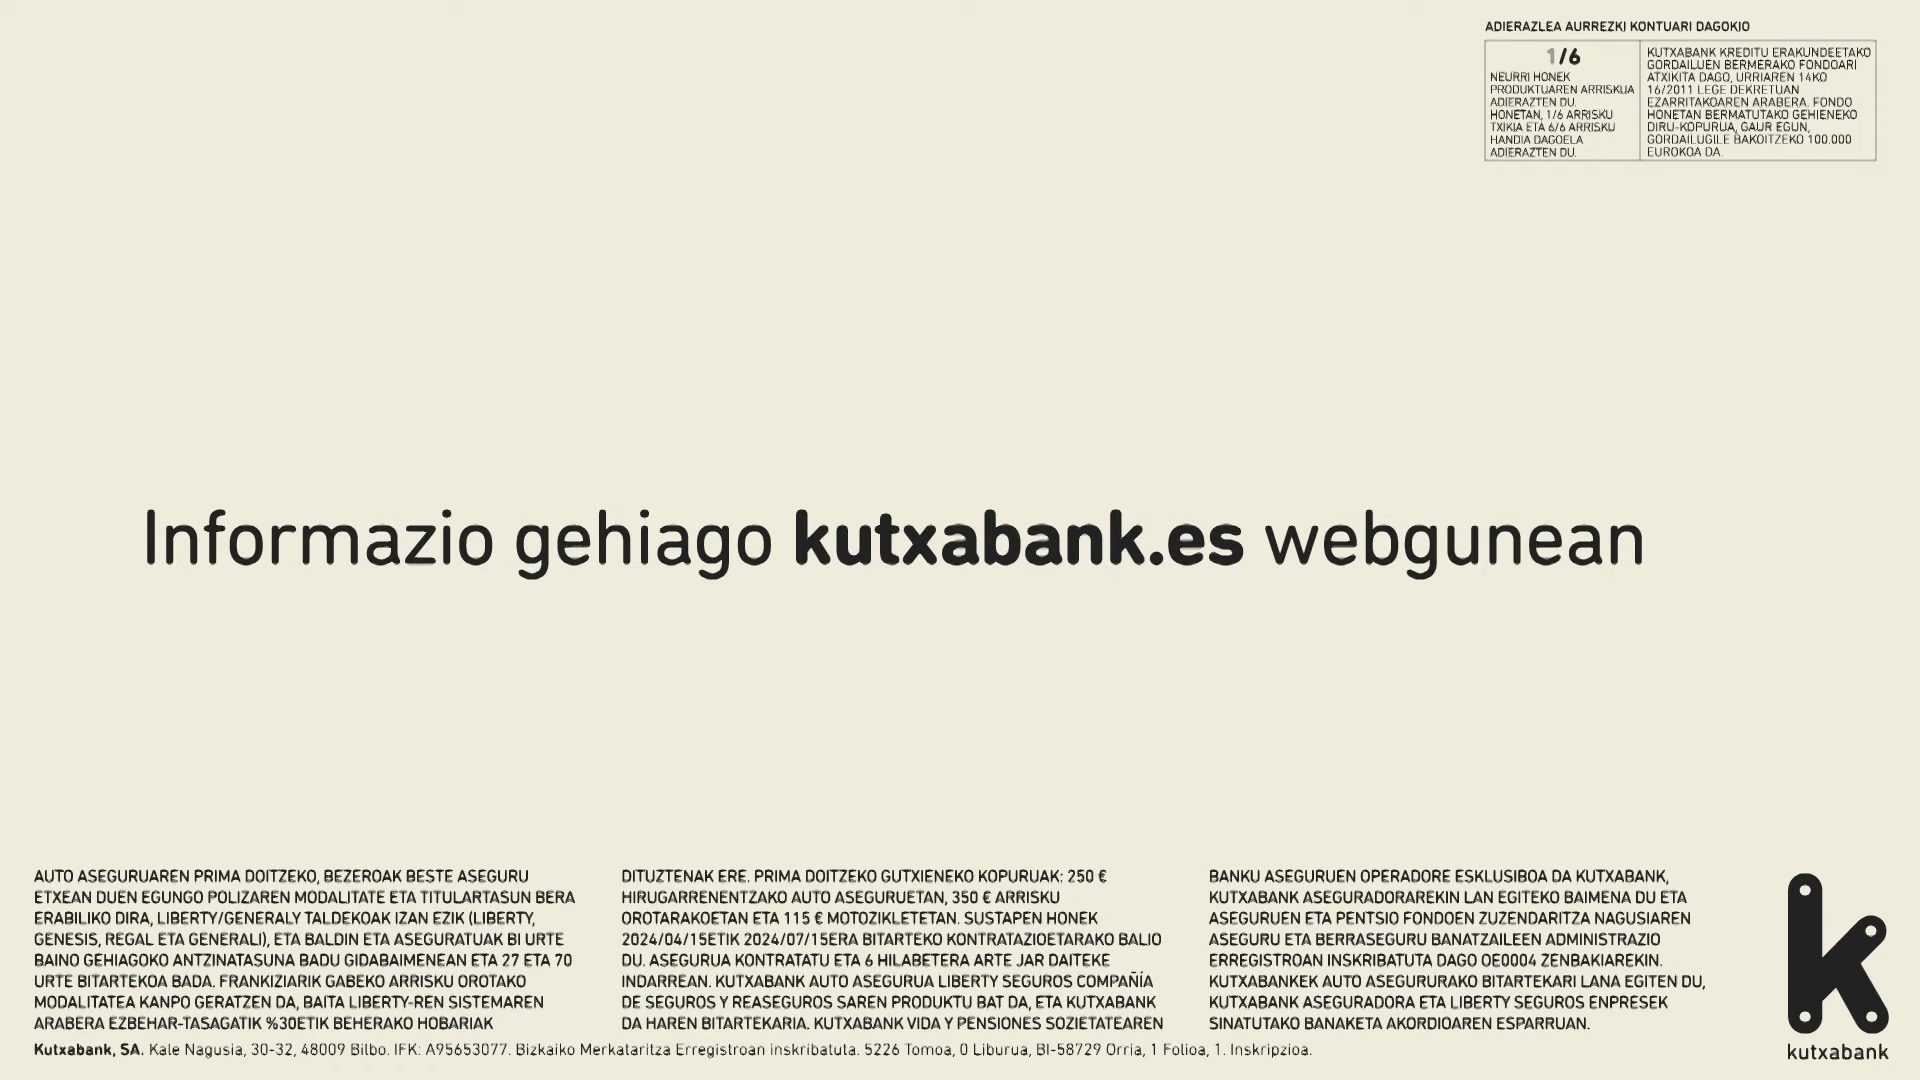 ADIERAZLEA AURREZKI KONTUARI DAGOKIO
1/6
NEURRI HONEK
PRODUKTUAREN ARRISKUA
ADIERAZTEN DU.
HONETAN, 1/6 ARRISKU
TXIKIA ETA 6/6 ARRISKU
HANDIA DAGOELA
ADIERAZTEN DU.
KUTXABANK KREDITU ERAKUNDEETAKO
GORDAILUEN BERMERAKO FONDOARI
ATXIKITA DAGO, URRIAREN 14KO
16/2011 LEGE DEKRETUAN
EZARRITAKOAREN ARABERA. FONDO
HONETAN BERMATUTAKO GEHIENEKO
DIRU-KOPURUA, GAUR EGUN,
GORDAILUGILE BAKOITZEKO 100.000
EUROKOA DA.
Informazio gehiago kutxabank.es webgunean
AUTO ASEGURUAREN PRIMA DOITZEKO, BEZEROAK BESTE ASEGURU
ETXEAN DUEN EGUNGO POLIZAREN MODALITATE ETA TITULARTASUN BERA
ERABILIKO DIRA, LIBERTY/GENERALY TALDEKOAK IZAN EZIK (LIBERTY,
GENESIS, REGAL ETA GENERALI), ETA BALDIN ETA ASEGURATUAK BI URTE
BAINO GEHIAGOKO ANTZINATASUNA BADU GIDABAIMENEAN ETA 27 ETA 70
URTE BITARTEKOA BADA. FRANKIZIARIK GABEKO ARRISKU OROTAKO
MODALITATEA KANPO GERATZEN DA, BAITA LIBERTY-REN SISTEMAREN
ARABERA EZBEHAR-TASAGATIK %30ETIK BEHERAKO HOBARIAK
DITUZTENAK ERE. PRIMA DOITZEKO GUTXIENEKO KOPURUAK: 250 €
HIRUGARRENENTZAKO AUTO ASEGURUETAN, 350 € ARRISKU
OROTARAKOETAN ETA 115 € MOTOZIKLETETAN. SUSTAPEN HONEK
2024/04/15ETIK 2024/07/15ERA BITARTEKO KONTRATAZIOETARAKO BALIO
DU. ASEGURUA KONTRATATU ETA 6 HILABETERA ARTE JAR DAITEKE
INDARREAN. KUTXABANK AUTO ASEGURUA LIBERTY SEGUROS COMPAÑÍA
DE SEGUROS Y REASEGUROS SAREN PRODUKTU BAT DA, ETA KUTXABANK
DA HAREN BITARTEKARIA. KUTXABANK VIDA Y PENSIONES SOZIETATEAREN
BANKU ASEGURUEN OPERADORE ESKLUSIBOA DA KUTXABANK,
KUTXABANK ASEGURADORAREKIN LAN EGITEKO BAIMENA DU ETA
ASEGURUEN ETA PENTSIO FONDOEN ZUZENDARITZA NAGUSIAREN
ASEGURU ETA BERRASEGURU BANATZAILEEN ADMINISTRAZIO
ERREGISTROAN INSKRIBATUTA DAGO OE0004 ZENBAKIAREKIN.
KUTXABANKEK AUTO ASEGURURAKO BITARTEKARI LANA EGITEN DU,
KUTXABANK ASEGURADORA ETA LIBERTY SEGUROS ENPRESEK
SINATUTAKO BANAKETA AKORDIOAREN ESPARRUAN.
Kutxabank, SA. Kale Nagusia, 30-32, 48009 Bilbo. IFK: A95653077. Bizkaiko Merkataritza Erregistroan inskribatuta. 5226 Tomoa, 0 Liburua, BI-58729 Orria, 1 Folioa, 1. Inskripzioa.
k
kutxabank